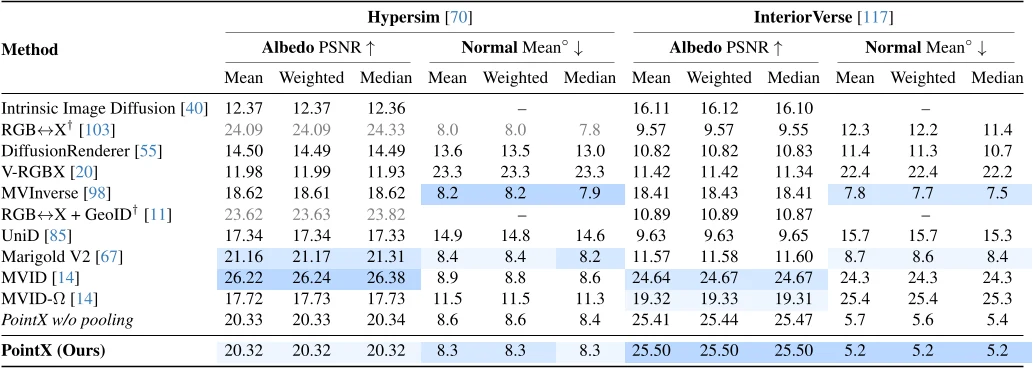 Hypersim [70] InteriorVerse [117]
Method Albedo PSNR ↑ Normal Mean° ↓ Albedo PSNR ↑ Normal Mean° ↓
Mean Weighted Median Mean Weighted Median Mean Weighted Median Mean Weighted Median
Intrinsic Image Diffusion [40] 12.37 12.37 12.36 – 16.11 16.12 16.10 –
RGB↔X† [103] 24.09 24.09 24.33 8.0 8.0 7.8 9.57 9.57 9.55 12.3 12.2 11.4
DiffusionRenderer [55] 14.50 14.49 14.49 13.6 13.5 13.0 10.82 10.82 10.83 11.4 11.3 10.7
V-RGBX [20] 11.98 11.99 11.93 23.3 23.3 23.3 11.42 11.42 11.34 22.4 22.4 22.2
MVInverse [98] 18.62 18.61 18.62 8.2 8.2 7.9 18.41 18.43 18.41 7.8 7.7 7.5
RGB↔X + GeoID† [11] 23.62 23.63 23.82 – 10.89 10.89 10.87 –
UniD [85] 17.34 17.34 17.33 14.9 14.8 14.6 9.63 9.63 9.65 15.7 15.7 15.3
Marigold V2 [67] 21.16 21.17 21.31 8.4 8.4 8.2 11.57 11.58 11.60 8.7 8.6 8.4
MVID [14] 26.22 26.24 26.38 8.9 8.8 8.6 24.64 24.67 24.67 24.3 24.3 24.3
MVID-Ω [14] 17.72 17.73 17.73 11.5 11.5 11.3 19.32 19.33 19.31 25.4 25.4 25.3
PointX w/o pooling 20.33 20.33 20.34 8.6 8.6 8.4 25.41 25.44 25.47 5.7 5.6 5.4
PointX (Ours) 20.32 20.32 20.32 8.3 8.3 8.3 25.50 25.50 25.50 5.2 5.2 5.2